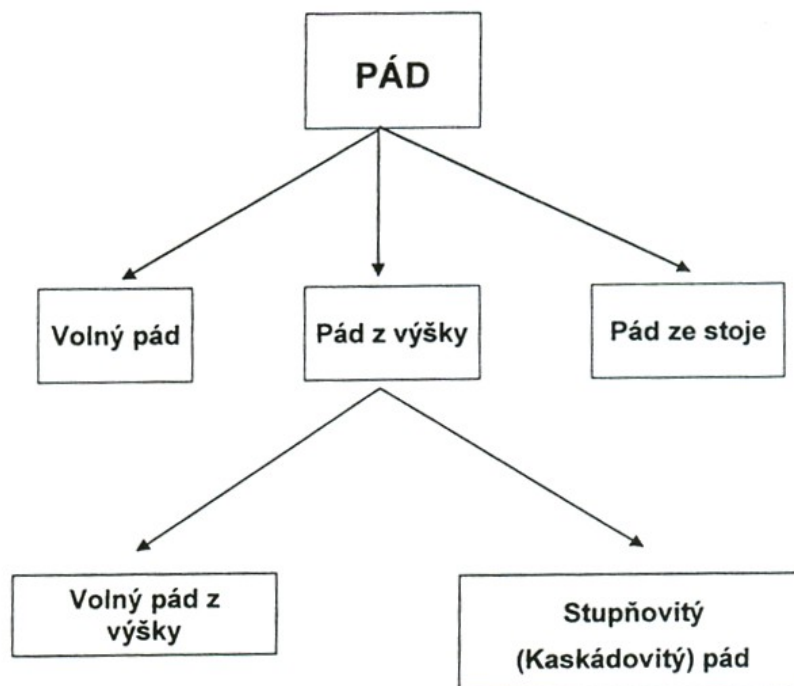 PÁD
Volný pád
Pád z výšky
Pád ze stoje
Volný pád z
výšky
Stupňovitý
(Kaskádovitý) pád